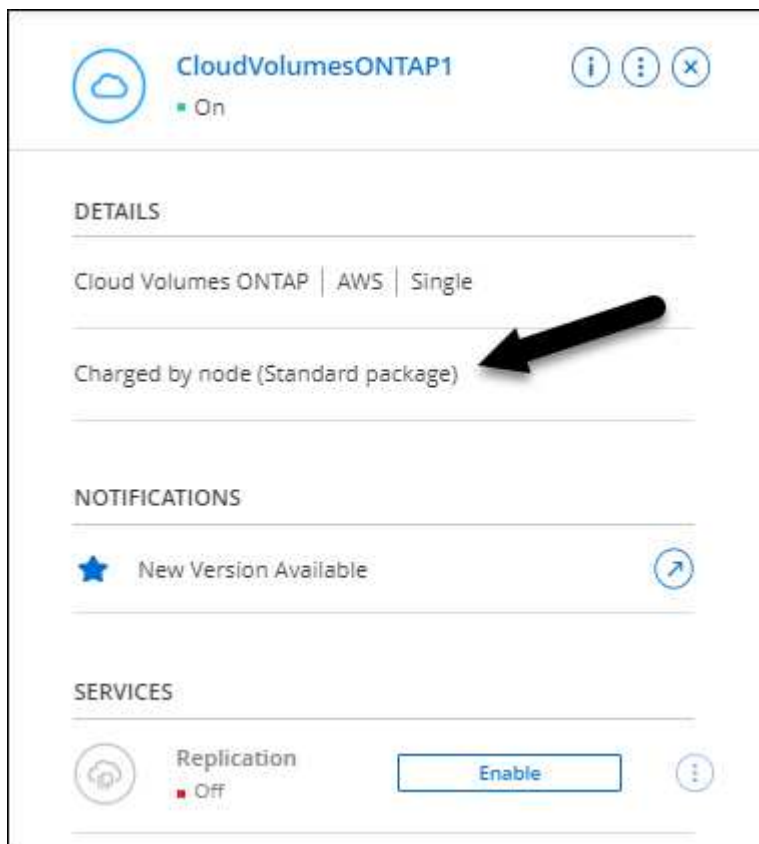 CloudVolumesONTAP1
On
DETAILS
Cloud Volumes ONTAP | AWS | Single
Charged by node (Standard package)
NOTIFICATIONS
New Version Available
SERVICES
Replication
Enable
Off